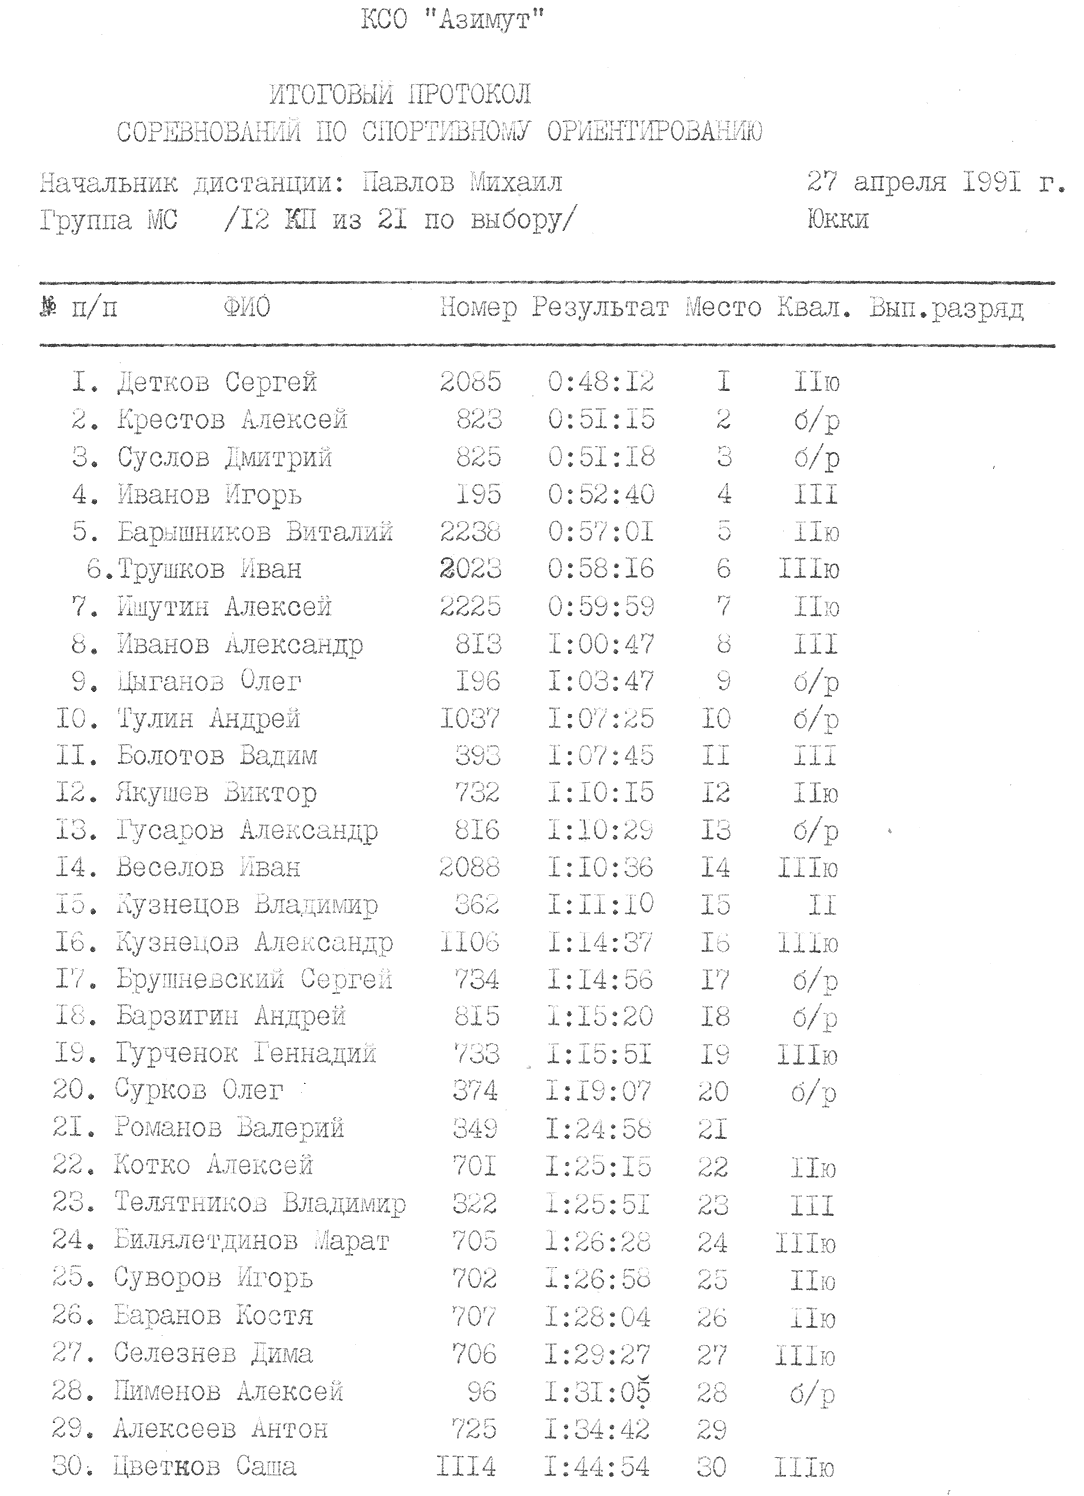 КСО "Азимут"
ИТОГОВЫЙ ПРОТОКОЛ
СОРЕВНОВАНИЙ ПО СПОРТИВНОМУ ОРИЕНТИРОВАНИЮ
Начальник дистанции: Павлов Михаил 27 апреля I99I г.
Группа МС /I2 КП из 2I по выбору/ Юкки
№ п/п ФИО Номер Результат Место Квал. Вып.разряд
I. Детков Сергей 2085 0:48:I2 I IIю
2. Крестов Алексей 823 0:5I:I5 2 б/р
3. Суслов Дмитрий 825 0:5I:I8 3 б/р
4. Иванов Игорь I95 0:52:40 4 III
5. Барышников Виталий 2238 0:57:0I 5 IIю
6.Трушков Иван 2023 0:58:I6 6 IIIю
7. Ишутин Алексей 2225 0:59:59 7 IIю
8. Иванов Александр 8I3 I:00:47 8 III
9. Цыганов Олег I96 I:03:47 9 б/р
I0. Тулин Андрей I037 I:07:25 I0 б/р
II. Болотов Вадим 393 I:07:45 II III
I2. Якушев Виктор 732 I:I0:I5 I2 IIю
I3. Гусаров Александр 8I6 I:I0:29 I3 б/р
I4. Веселов Иван 2088 I:I0:36 I4 IIIю
I5. Кузнецов Владимир 362 I:II:I0 I5 II
I6. Кузнецов Александр II06 I:I4:37 I6 IIIю
I7. Брушневский Сергей 734 I:I4:56 I7 б/р
I8. Барзигин Андрей 8I5 I:I5:20 I8 б/р
I9. Гурченок Геннадий 733 I:I5:5I I9 IIIю
20. Сурков Олег 374 I:I9:07 20 б/р
2I. Романов Валерий 349 I:24:58 2I
22. Котко Алексей 70I I:25:I5 22 IIю
23. Телятников Владимир 322 I:25:5I 23 III
24. Билялетдинов Марат 705 I:26:28 24 IIIю
25. Суворов Игорь 702 I:26:58 25 IIю
26. Баранов Костя 707 I:28:04 26 IIю
27. Селезнев Дима 706 I:29:27 27 IIIю
28. Пименов Алексей 96 I:3I:05 28 б/р
29. Алексеев Антон 725 I:34:42 29
30. Цветков Саша III4 I:44:54 30 IIIю